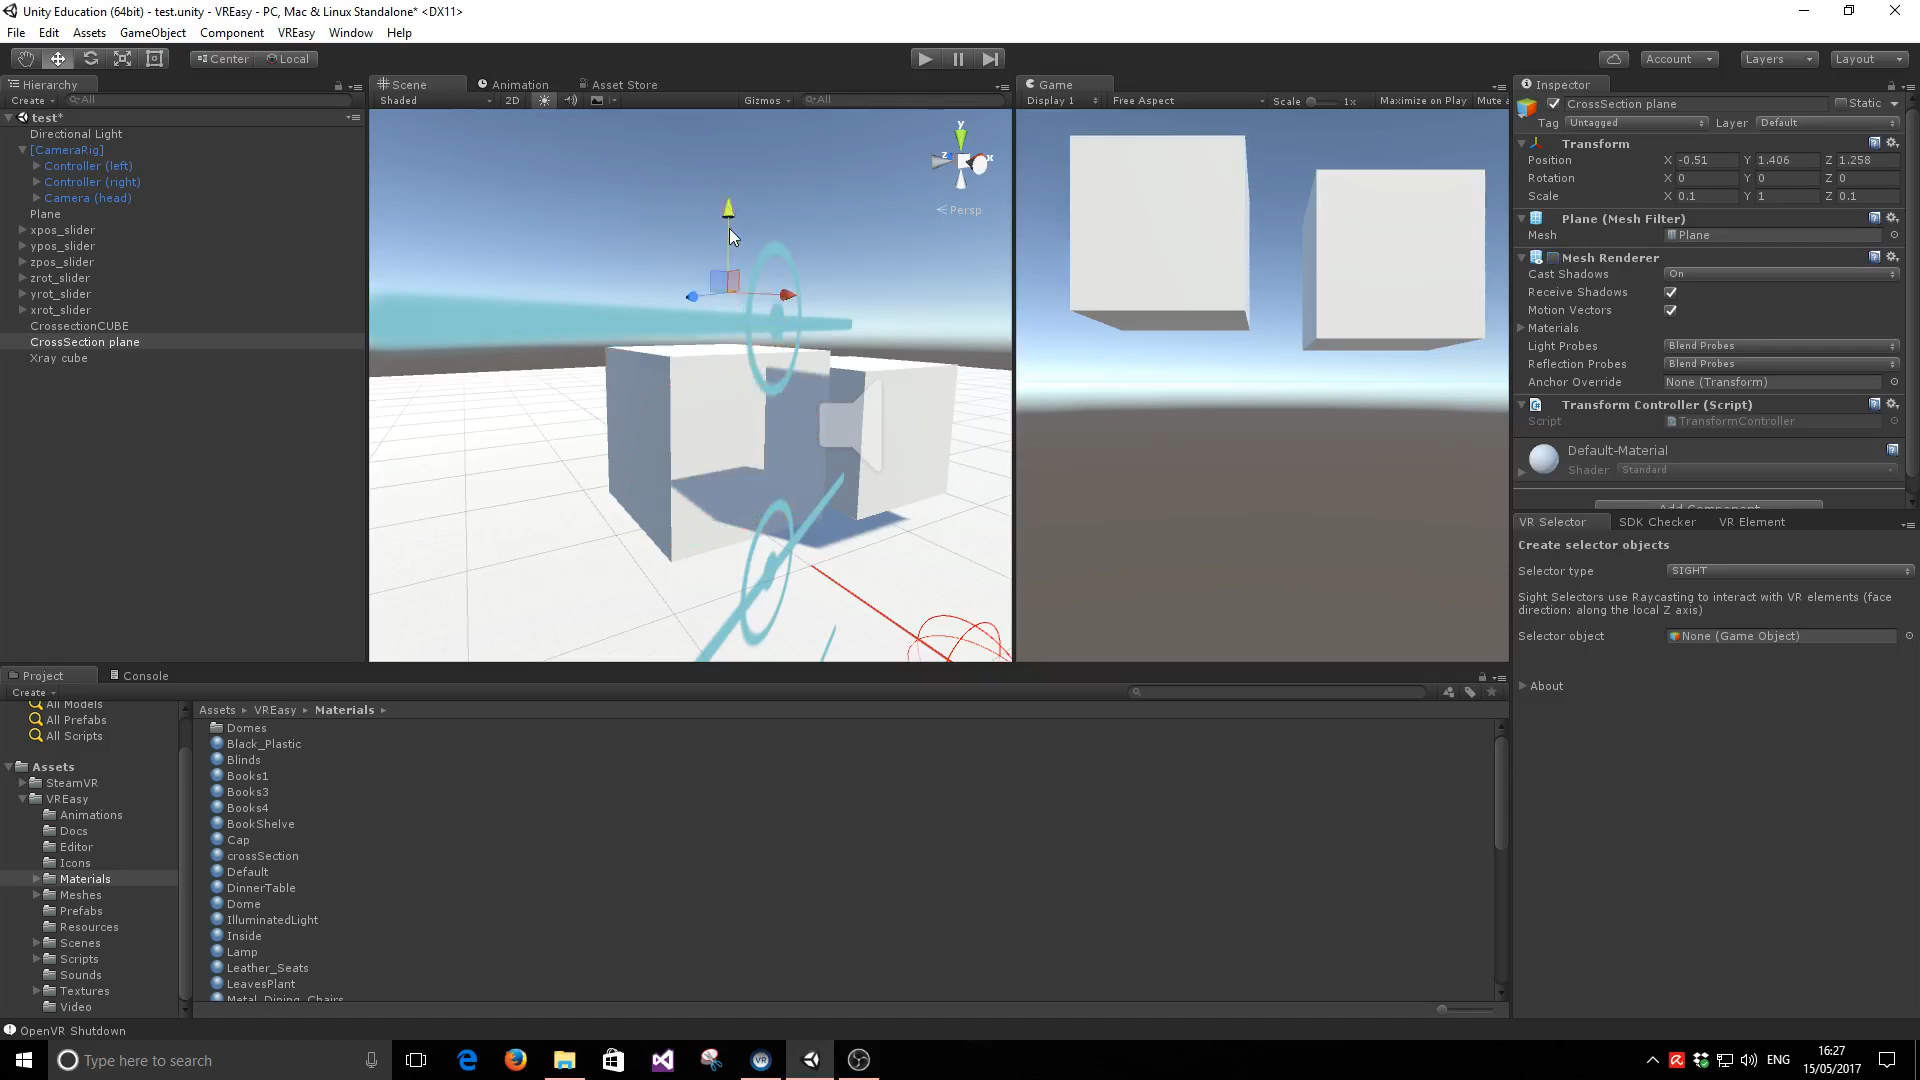 Unity Education (64bit) - test.unity - VREasy - PC, Mac & Linux Standalone* <DX11>
File Edit Assets GameObject Component VREasy Window Help
Center Local Account Layers Layout
Hierarchy
Create All
test*
Directional Light
[CameraRig]
Controller (left)
Controller (right)
Camera (head)
Plane
xpos_slider
ypos_slider
zpos_slider
zrot_slider
yrot_slider
xrot_slider
CrossectionCUBE
CrossSection plane
Xray cube
Scene Animation Asset Store
Shaded 2D Gizmos All
y
z x
Persp
Game
Display 1 Free Aspect Scale 1x Maximize on Play Mute a
Inspector
CrossSection plane Static
Tag Untagged Layer Default
Transform
Position X -0.51 Y 1.406 Z 1.258
Rotation X 0 Y 0 Z 0
Scale X 0.1 Y 1 Z 0.1
Plane (Mesh Filter)
Mesh Plane
Mesh Renderer
Cast Shadows On
Receive Shadows
Motion Vectors
Materials
Light Probes Blend Probes
Reflection Probes Blend Probes
Anchor Override None (Transform)
Transform Controller (Script)
Script TransformController
Default-Material
Shader Standard
Add Component
VR Selector SDK Checker VR Element
Create selector objects
Selector type SIGHT
Sight Selectors use Raycasting to interact with VR elements (face
direction: along the local Z axis)
Selector object None (Game Object)
About
Project Console
Create
All Models
All Prefabs
All Scripts
Assets
SteamVR
VREasy
Animations
Docs
Editor
Icons
Materials
Meshes
Prefabs
Resources
Scenes
Scripts
Sounds
Textures
Video
Assets VREasy Materials
Domes
Black_Plastic
Blinds
Books1
Books3
Books4
BookShelve
Cap
crossSection
Default
DinnerTable
Dome
IlluminatedLight
Inside
Lamp
Leather_Seats
LeavesPlant
Metal_Dining_Chairs
OpenVR Shutdown
Type here to search
VR
ENG
16:27
15/05/2017